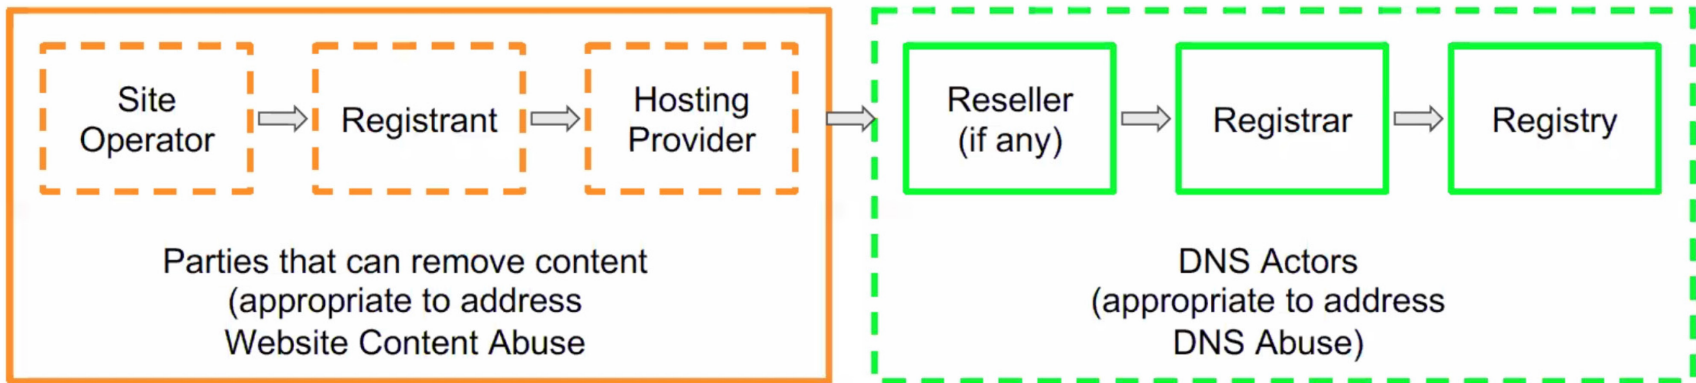 Site
Operator
Registrant
Hosting
Provider
Reseller
(if any)
Registrar
Registry
Parties that can remove content
(appropriate to address
Website Content Abuse
DNS Actors
(appropriate to address
DNS Abuse)